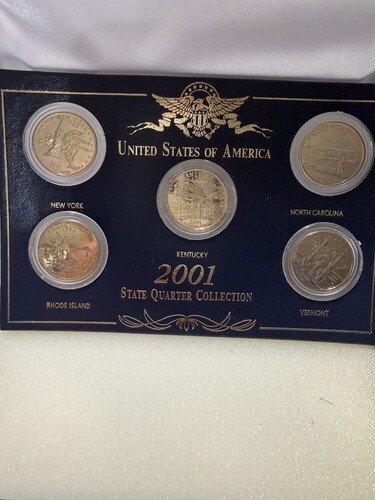 UNITED STATES OF AMERICA
NEW YORK
NORTH CAROLINA
KENTUCKY
RHODE ISLAND
2001
STATE QUARTER COLLECTION
VERMONT